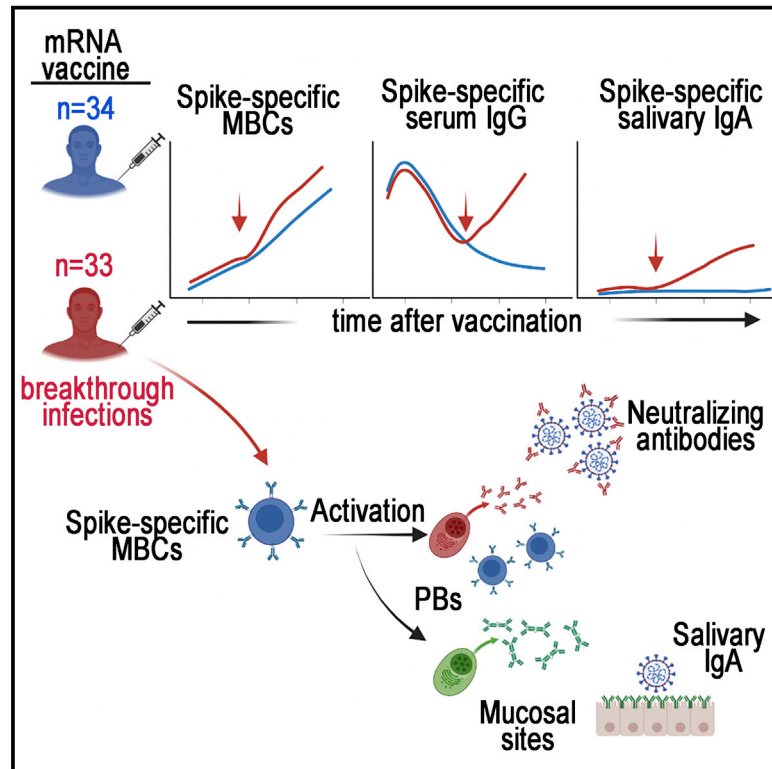 mRNA
vaccine
n=34
n=33
breakthrough
infections
Spike-specific
MBCs
Spike-specific
serum IgG
Spike-specific
salivary IgA
time after vaccination
Spike-specific
MBCs
Activation
PBs
Neutralizing
antibodies
Mucosal
sites
Salivary
IgA